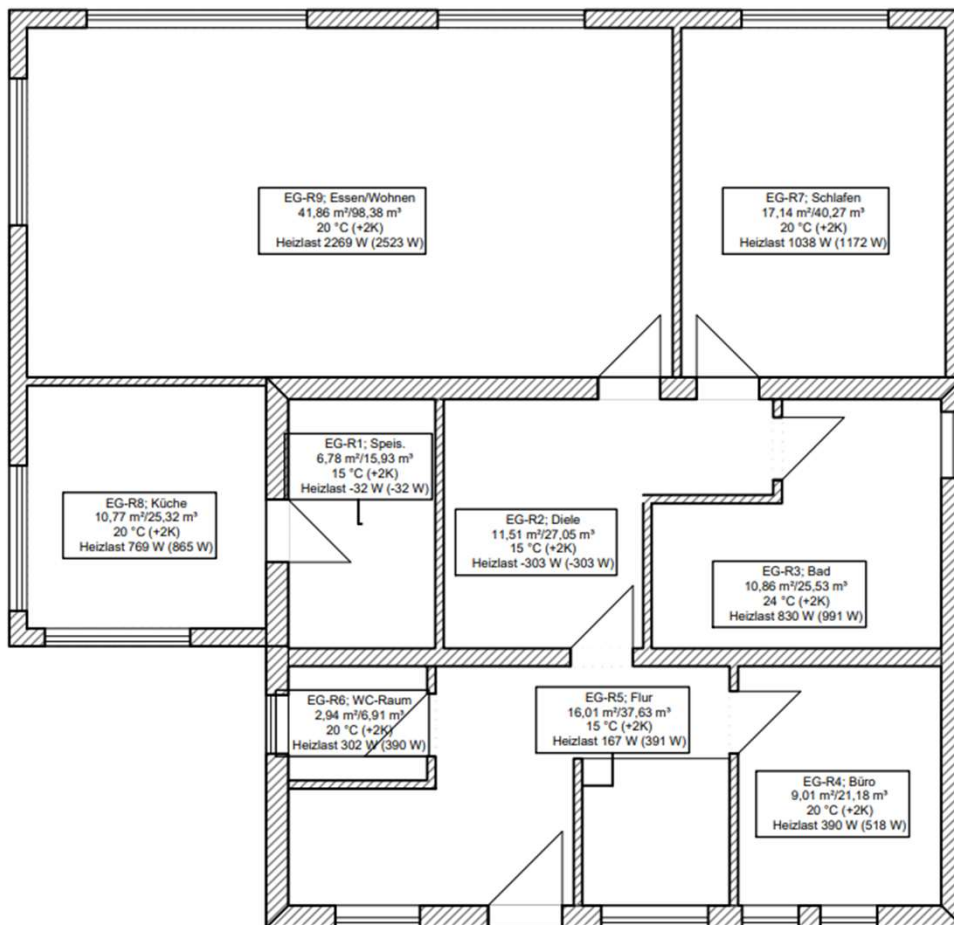 EG-R9; Essen/Wohnen
41,86 m²/98,38 m³
20 °C (+2K)
Heizlast 2269 W (2523 W)
EG-R7; Schlafen
17,14 m²/40,27 m³
20 °C (+2K)
Heizlast 1038 W (1172 W)
EG-R1; Speis.
6,78 m²/15,93 m³
15 °C (+2K)
Heizlast -32 W (-32 W)
EG-R8; Küche
10,77 m²/25,32 m³
20 °C (+2K)
Heizlast 769 W (865 W)
EG-R2; Diele
11,51 m²/27,05 m³
15 °C (+2K)
Heizlast -303 W (-303 W)
EG-R3; Bad
10,86 m²/25,53 m³
24 °C (+2K)
Heizlast 830 W (991 W)
EG-R6; WC-Raum
2,94 m²/6,91 m³
20 °C (+2K)
Heizlast 302 W (390 W)
EG-R5; Flur
16,01 m²/37,63 m³
15 °C (+2K)
Heizlast 167 W (391 W)
EG-R4; Büro
9,01 m²/21,18 m³
20 °C (+2K)
Heizlast 390 W (518 W)